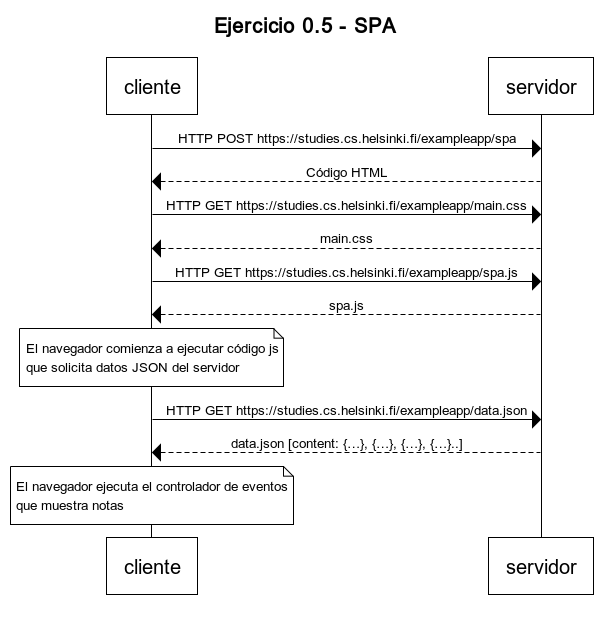 Ejercicio 0.5 - SPA
cliente
servidor
HTTP POST https://studies.cs.helsinki.fi/exampleapp/spa
Código HTML
HTTP GET https://studies.cs.helsinki.fi/exampleapp/main.css
main.css
HTTP GET https://studies.cs.helsinki.fi/exampleapp/spa.js
spa.js
El navegador comienza a ejecutar código js
que solicita datos JSON del servidor
HTTP GET https://studies.cs.helsinki.fi/exampleapp/data.json
data.json [content: {...}, {...}, {...}, {...}..]
El navegador ejecuta el controlador de eventos
que muestra notas
cliente
servidor